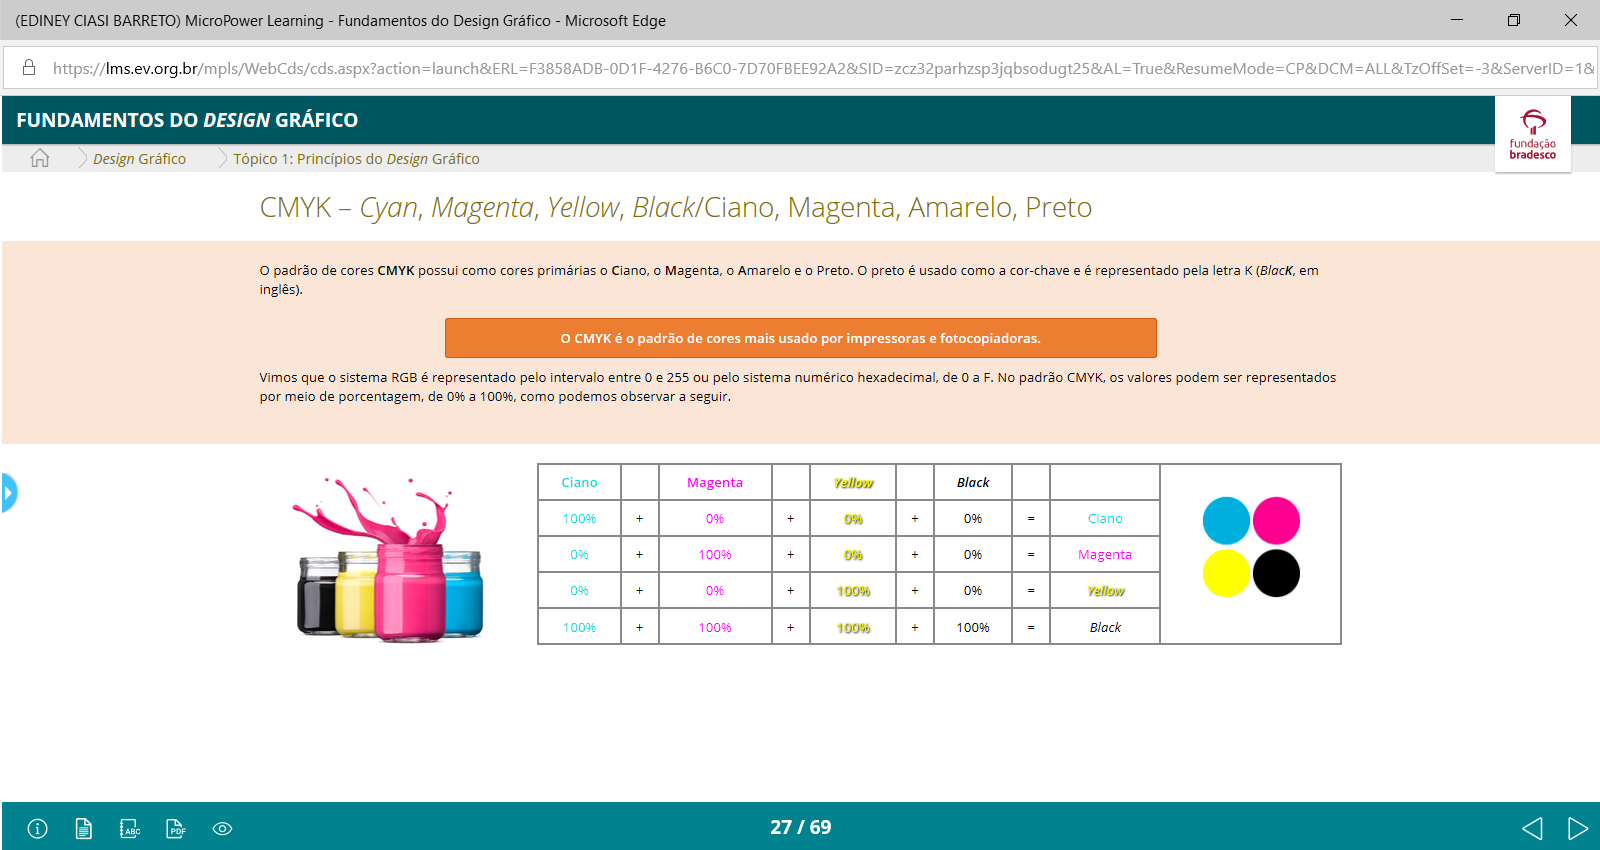 (EDINEY CIASI BARRETO) MicroPower Learning - Fundamentos do Design Gráfico - Microsoft Edge
https://lms.ev.org.br/mpls/WebCds/cds.aspx?action=launch&ERL=F3858ADB-0D1F-4276-B6C0-7D70FBEE92A2&SID=zcz32parhzsp3jqbsodugt25&AL=True&ResumeMode=CP&DCM=ALL&TzOffSet=-3&ServerID=1&
FUNDAMENTOS DO DESIGN GRÁFICO
fundação
bradesco
Design Gráfico Tópico 1: Princípios do Design Gráfico
CMYK – Cyan, Magenta, Yellow, Black/Ciano, Magenta, Amarelo, Preto
O padrão de cores CMYK possui como cores primárias o Ciano, o Magenta, o Amarelo e o Preto. O preto é usado como a cor-chave e é representado pela letra K (BlacK, em
inglês).
O CMYK é o padrão de cores mais usado por impressoras e fotocopiadoras.
Vimos que o sistema RGB é representado pelo intervalo entre 0 e 255 ou pelo sistema numérico hexadecimal, de 0 a F. No padrão CMYK, os valores podem ser representados
por meio de porcentagem, de 0% a 100%, como podemos observar a seguir.
Ciano Magenta Yellow Black
100% + 0% + 0% + 0% = Ciano
0% + 100% + 0% + 0% = Magenta
0% + 0% + 100% + 0% = Yellow
100% + 100% + 100% + 100% = Black
ABC
PDF
27 / 69